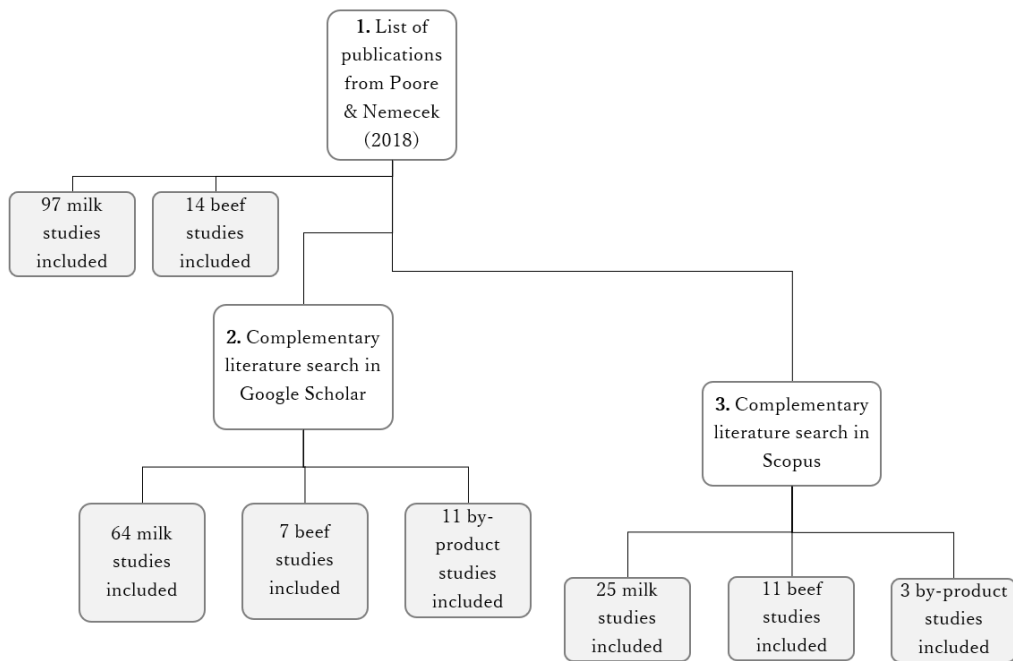 1. List of
publications
from Poore
& Nemecek
(2018)
97 milk
studies
included
14 beef
studies
included
2. Complementary
literature search in
Google Scholar
3. Complementary
literature search in
Scopus
64 milk
studies
included
7 beef
studies
included
11 by-
product
studies
included
25 milk
studies
included
11 beef
studies
included
3 by-product
studies
included